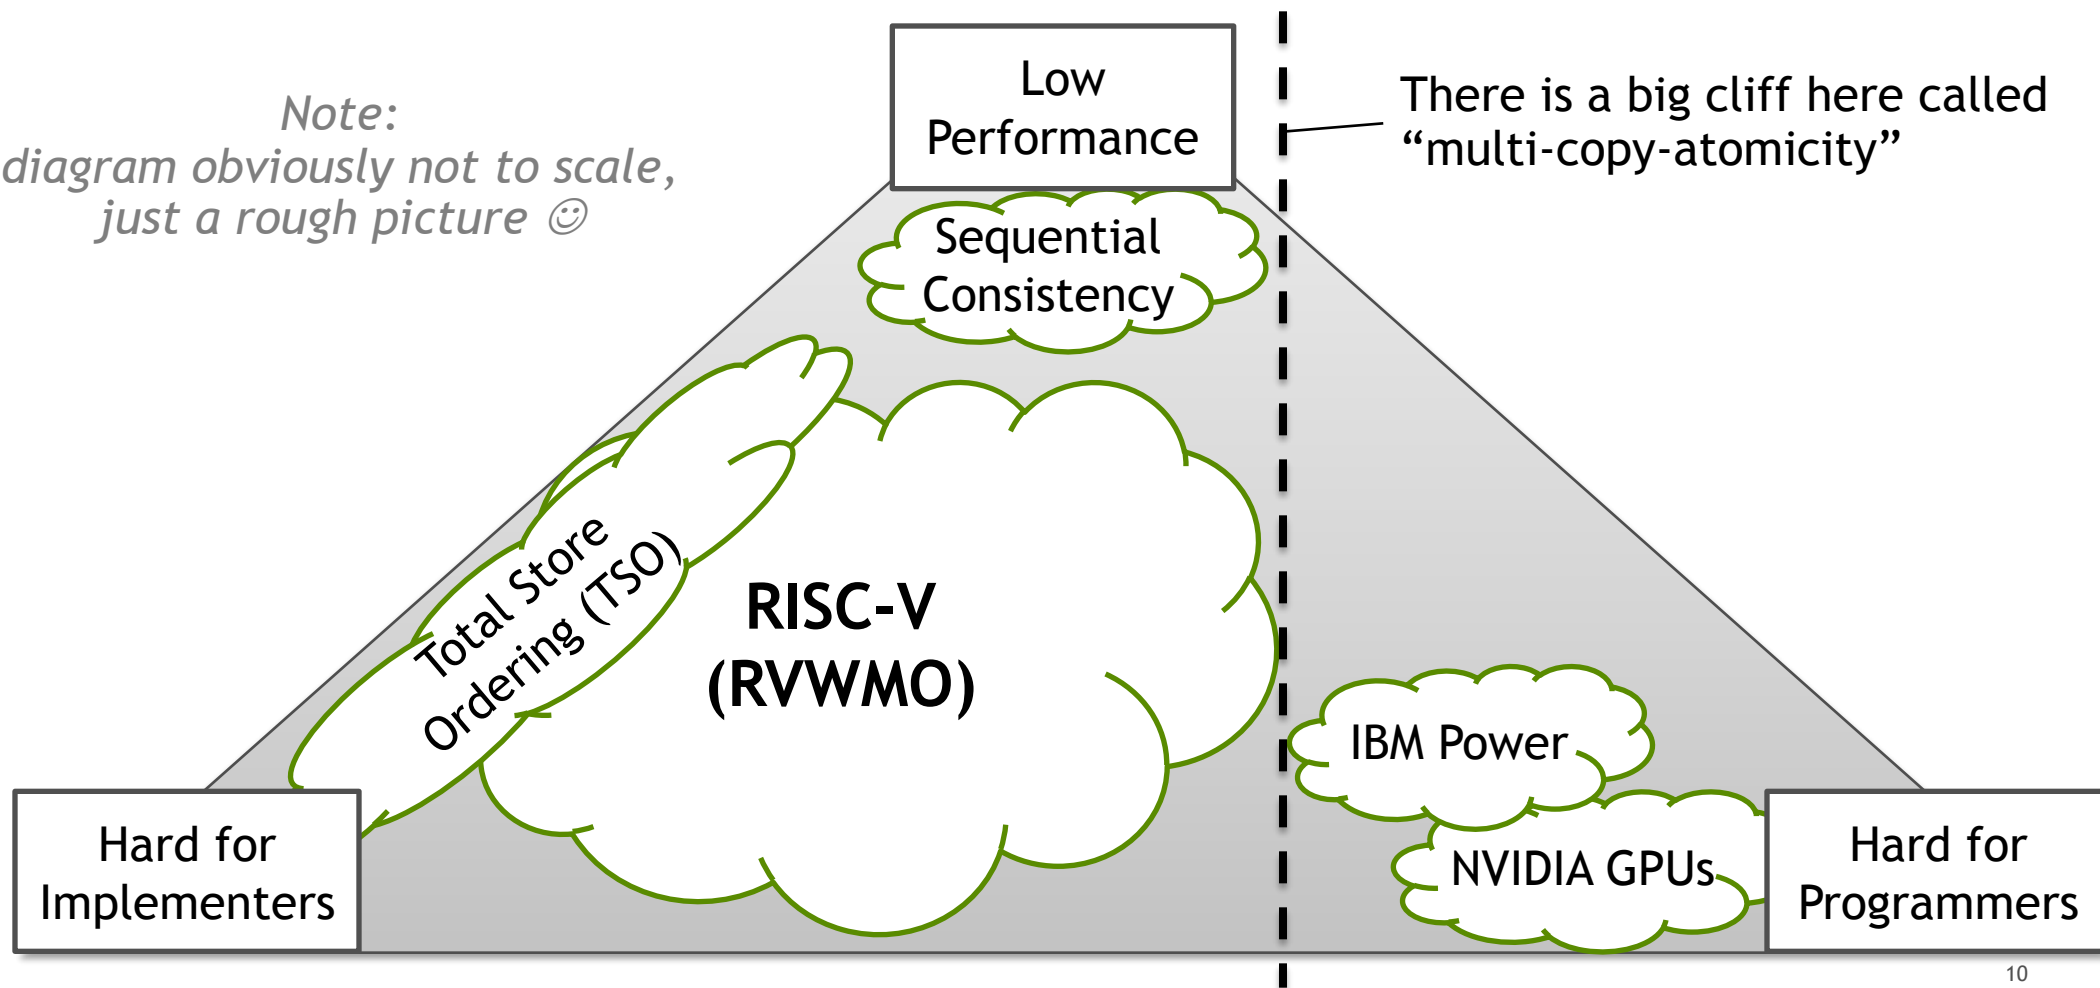 Low
Performance
There is a big cliff here called
“multi-copy-atomicity”
Note:
diagram obviously not to scale,
just a rough picture ☺
Sequential
Consistency
Total Store
Ordering (TSO)
RISC-V
(RVWMO)
IBM Power
NVIDIA GPUs
Hard for
Implementers
Hard for
Programmers
10